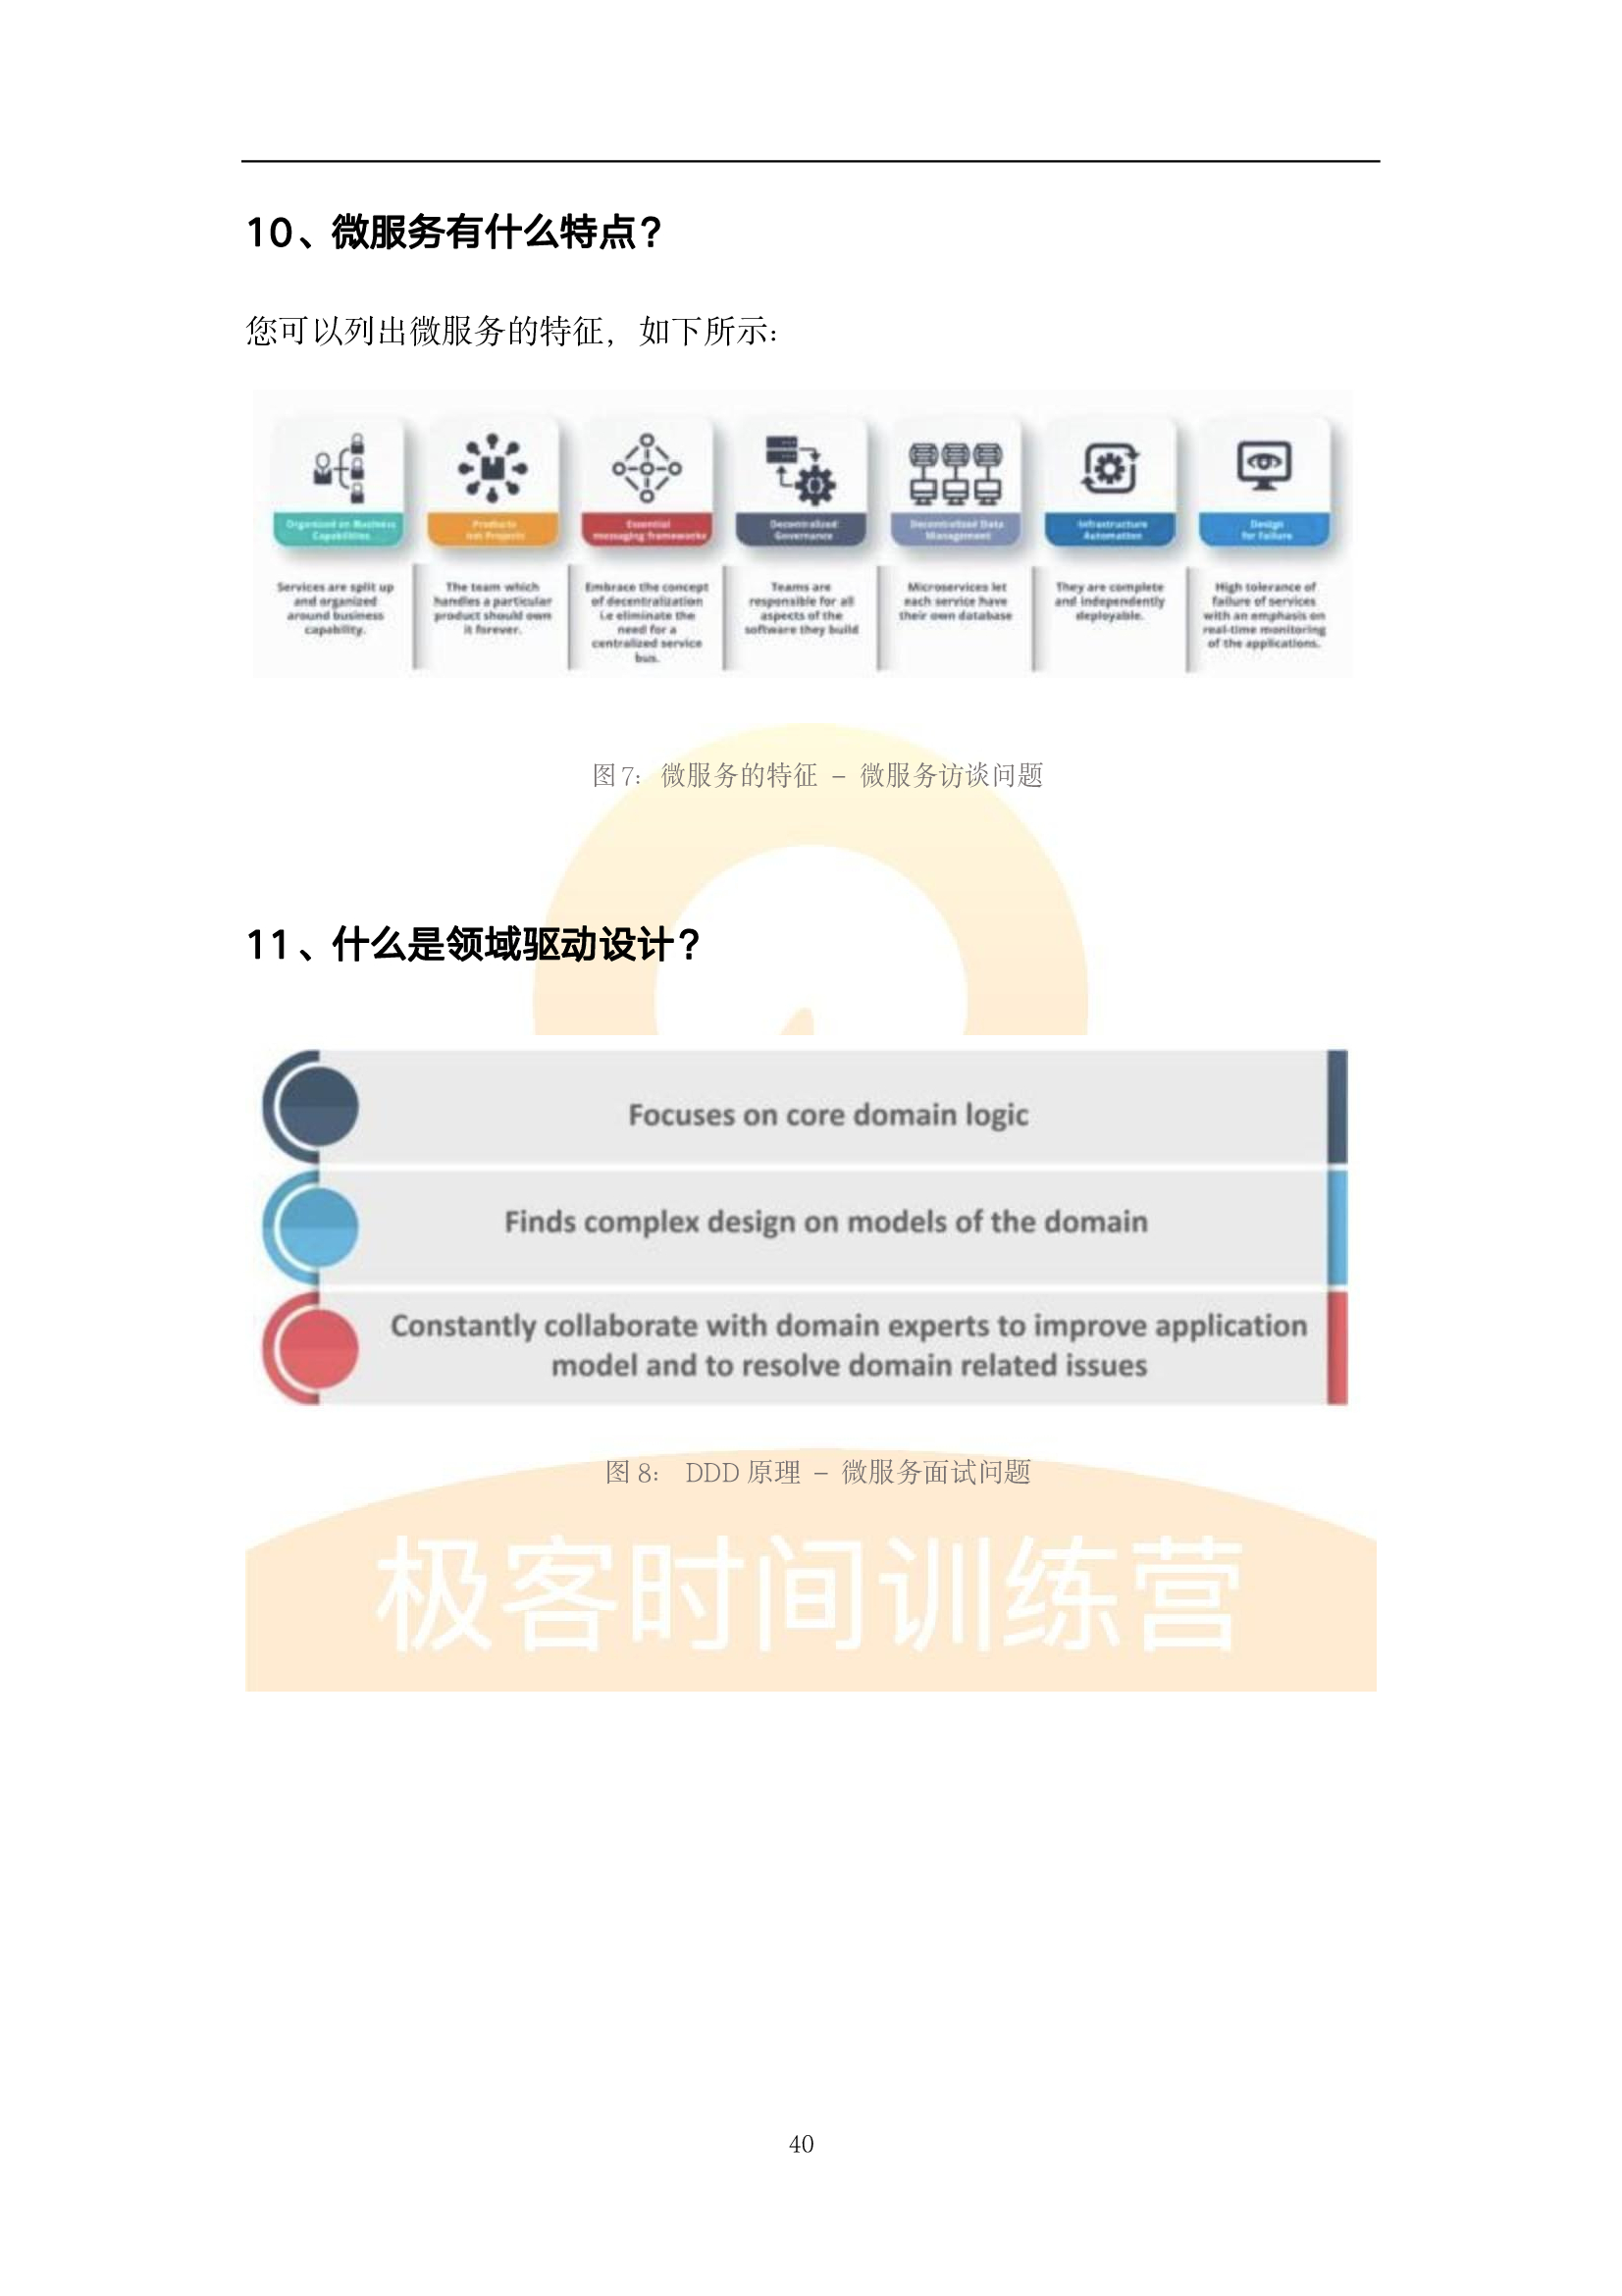 10、微服务有什么特点？
您可以列出微服务的特征，如下所示：
Organised on Business
Capabilities
Services are split up
and organized
around business
capability.
Products
not Projects
The team which
handles a particular
product should own
it forever.
Essential
messaging frameworks
Embrace the concept
of decentralization
i.e eliminate the
need for a
centralized service
bus.
Decentralized
Governance
Teams are
responsible for all
aspects of the
software they build
Decentralized Data
Management
Microservices let
each service have
their own database
Infrastructure
Automation
They are complete
and independently
deployable.
Design
for Failure
High tolerance of
failure of services
with an emphasis on
real-time monitoring
of the applications.
图 7： 微服务的特征 – 微服务访谈问题
11、什么是领域驱动设计？
Focuses on core domain logic
Finds complex design on models of the domain
Constantly collaborate with domain experts to improve application
model and to resolve domain related issues
图 8： DDD 原理 – 微服务面试问题
极客时间训练营
40